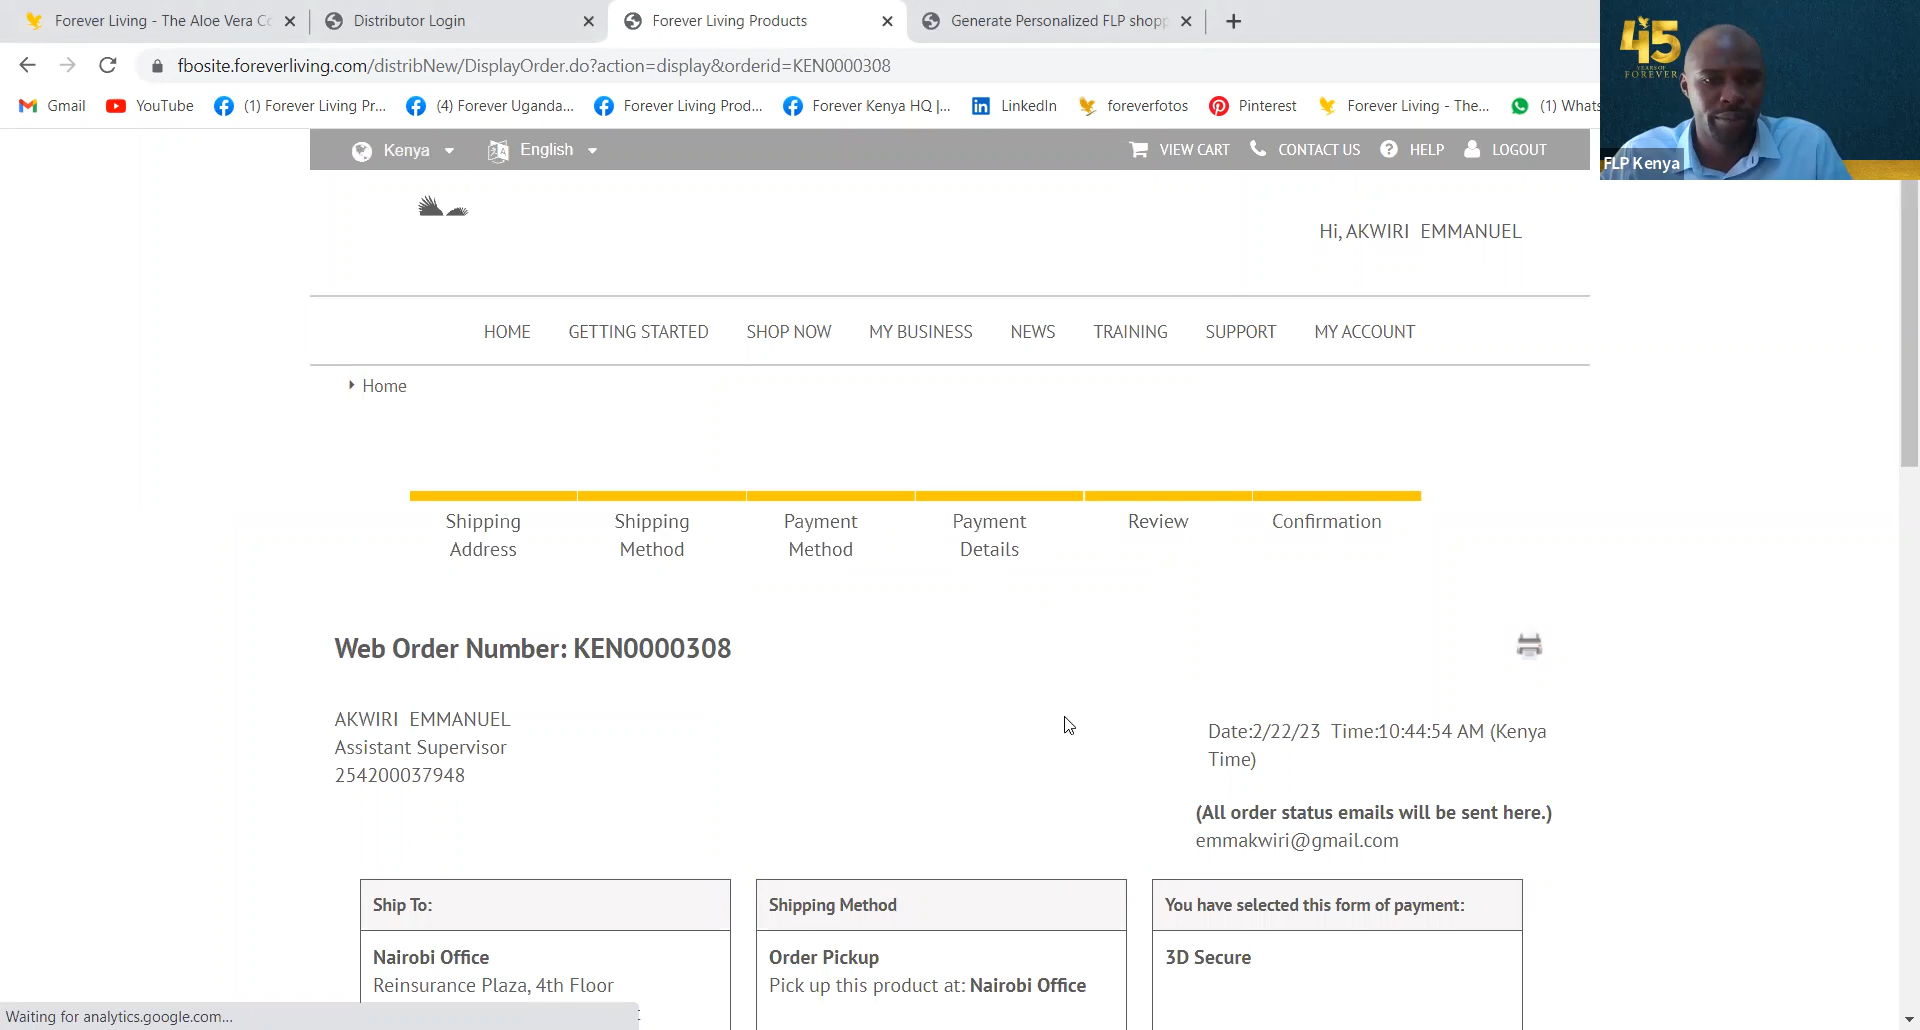 Forever Living - The Aloe Vera Co
Distributor Login
Forever Living Products
Generate Personalized FLP shopp
fbosite.foreverliving.com/distribNew/DisplayOrder.do?action=display&orderid=KEN0000308
Gmail
YouTube
(1) Forever Living Pr...
(4) Forever Uganda...
Forever Living Prod...
Forever Kenya HQ |...
LinkedIn
foreverfotos
Pinterest
Forever Living - The...
(1) Whats
45
YEARS OF
FOREVER
FLP Kenya
Kenya
English
VIEW CART
CONTACT US
HELP
LOGOUT
Hi, AKWIRI EMMANUEL
HOME
GETTING STARTED
SHOP NOW
MY BUSINESS
NEWS
TRAINING
SUPPORT
MY ACCOUNT
Home
Shipping
Address
Shipping
Method
Payment
Method
Payment
Details
Review
Confirmation
Web Order Number: KEN0000308
AKWIRI EMMANUEL
Assistant Supervisor
254200037948
Date:2/22/23 Time:10:44:54 AM (Kenya
Time)
(All order status emails will be sent here.)
emmakwiri@gmail.com
Ship To:
Nairobi Office
Reinsurance Plaza, 4th Floor
Shipping Method
Order Pickup
Pick up this product at: Nairobi Office
You have selected this form of payment:
3D Secure
Waiting for analytics.google.com...